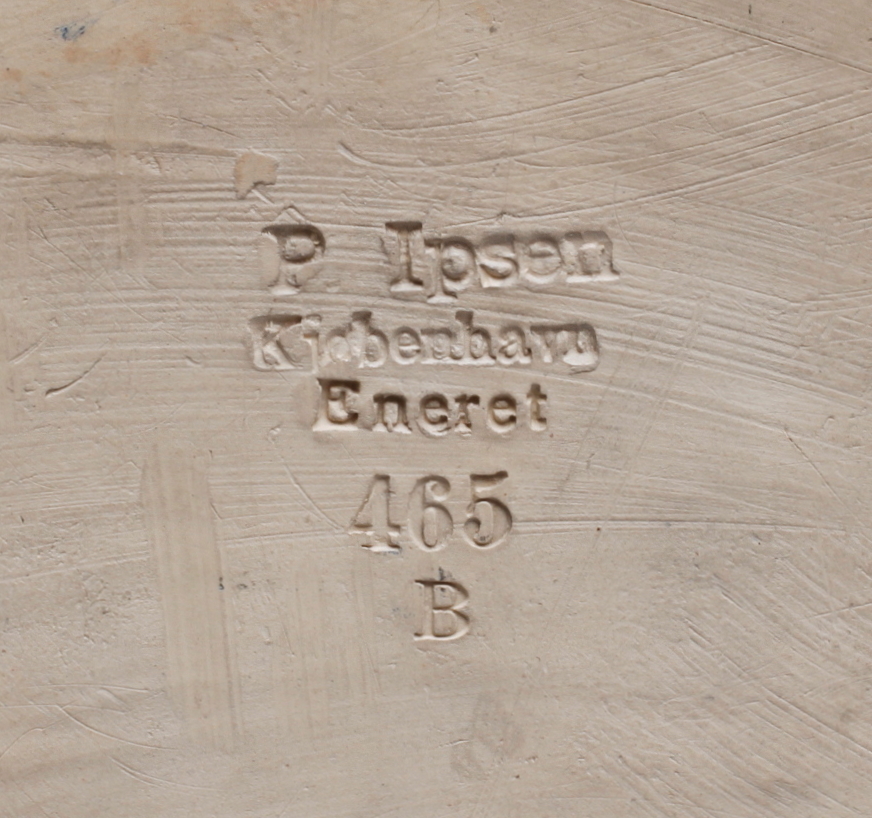 P. Ipsen
Kjøbenhavn
Eneret
465
B